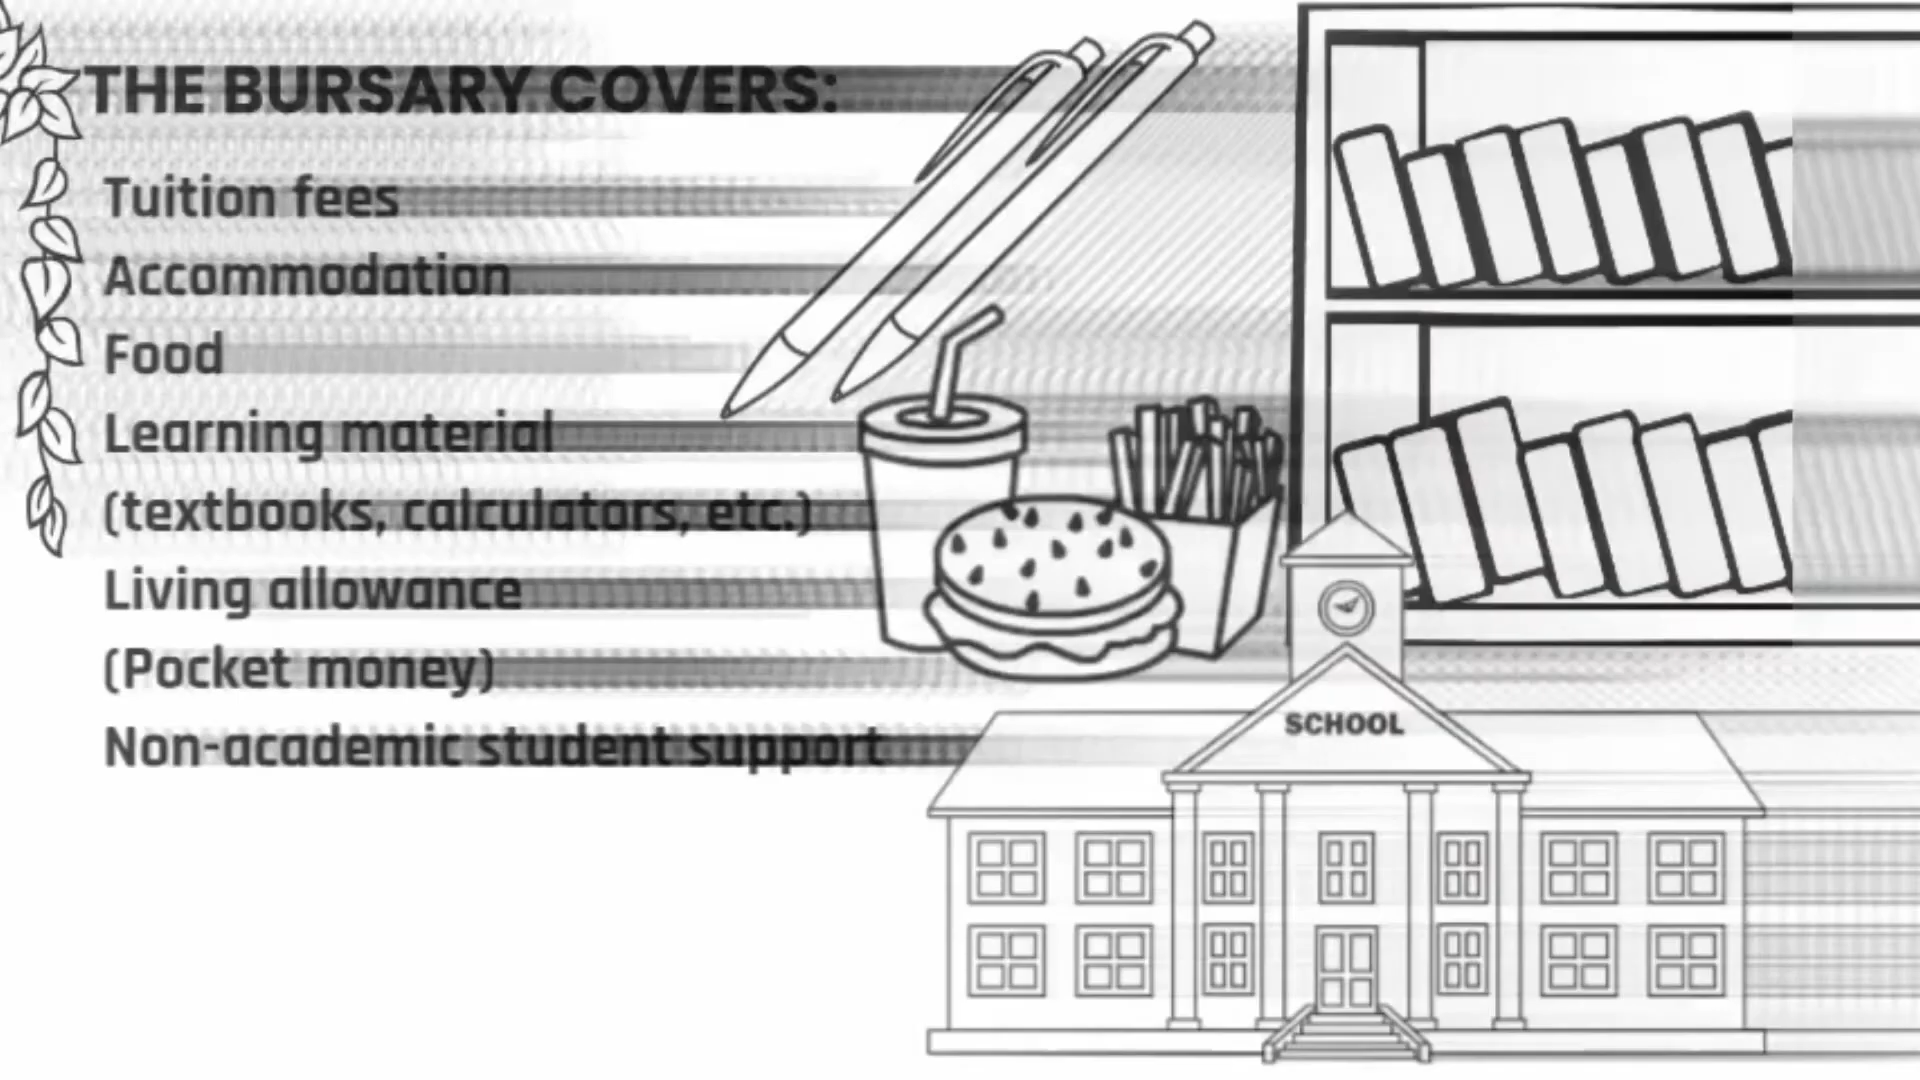 THE BURSARY COVERS:
Tuition fees
Accommodation
Food
Learning material
(textbooks, calculators, etc.)
Living allowance
(Pocket money)
Non-academic student support
SCHOOL